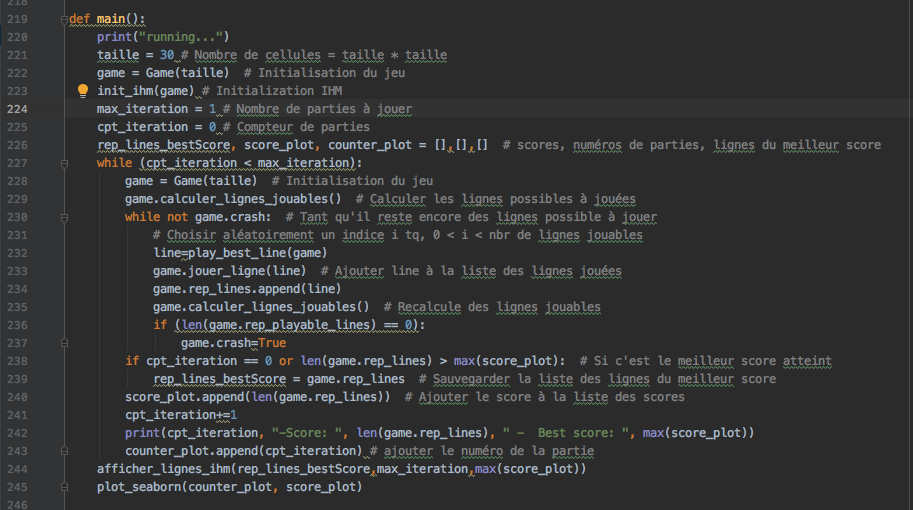 218
219 def main():
220 print("running...")
221 taille = 30 # Nombre de cellules = taille * taille
222 game = Game(taille)  # Initialisation du jeu
223 init_ihm(game) # Initialization IHM
224 max_iteration = 1 # Nombre de parties à jouer
225 cpt_iteration = 0 # Compteur de parties
226 rep_lines_bestScore, score_plot, counter_plot = [],[],[]  # scores, numéros de parties, lignes du meilleur score
227 while (cpt_iteration < max_iteration):
228 game = Game(taille)  # Initialisation du jeu
229 game.calculer_lignes_jouables()  # Calculer les lignes possibles à jouées
230 while not game.crash:  # Tant qu'il reste encore des lignes possible à jouer
231 # Choisir aléatoirement un indice i tq, 0 < i < nbr de lignes jouables
232 line=play_best_line(game)
233 game.jouer_ligne(line)  # Ajouter line à la liste des lignes jouées
234 game.rep_lines.append(line)
235 game.calculer_lignes_jouables()  # Recalcule des lignes jouables
236 if (len(game.rep_playable_lines) == 0):
237 game.crash=True
238 if cpt_iteration == 0 or len(game.rep_lines) > max(score_plot):  # Si c'est le meilleur score atteint
239 rep_lines_bestScore = game.rep_lines  # Sauvegarder la liste des lignes du meilleur score
240 score_plot.append(len(game.rep_lines))  # Ajouter le score à la liste des scores
241 cpt_iteration+=1
242 print(cpt_iteration, "-Score: ", len(game.rep_lines), " -  Best score: ", max(score_plot))
243 counter_plot.append(cpt_iteration) # ajouter le numéro de la partie
244 afficher_lignes_ihm(rep_lines_bestScore,max_iteration,max(score_plot))
245 plot_seaborn(counter_plot, score_plot)
246